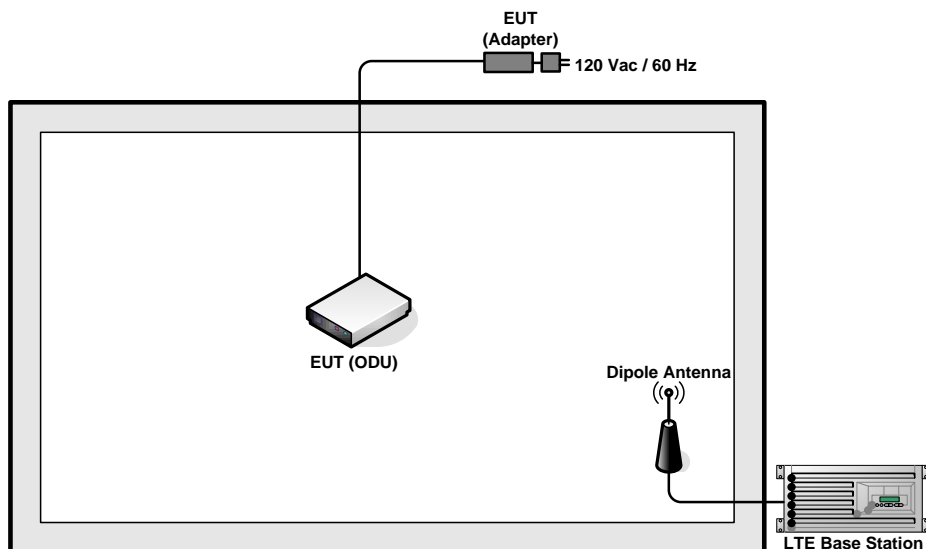 EUT
(Adapter)
120 Vac / 60 Hz
EUT (ODU)
Dipole Antenna
LTE Base Station